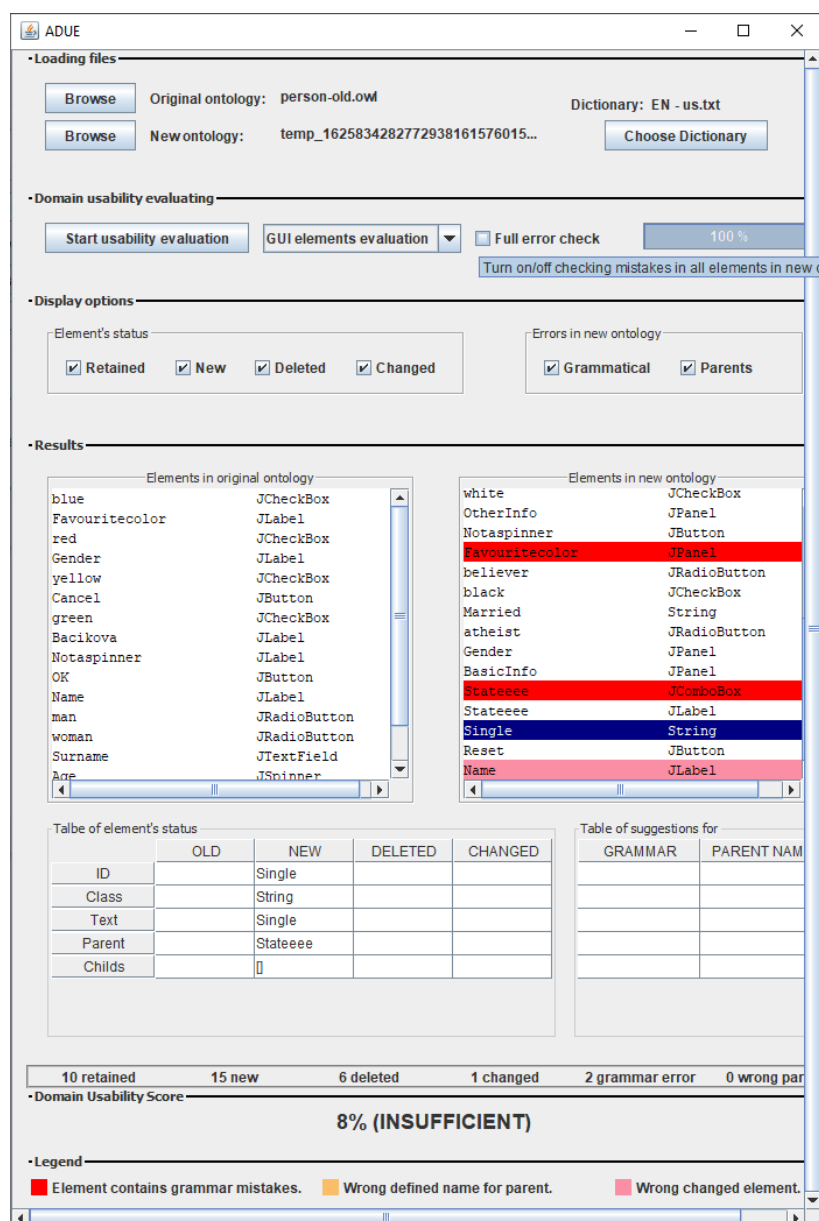 ADUE
Loading files
Browse Original ontology: person-old.owl
Dictionary: EN - us.txt
Browse New ontology: temp_1625834282772938161576015...
Choose Dictionary
Domain usability evaluating
Start usability evaluation GUI elements evaluation Full error check 100 %
Turn on/off checking mistakes in all elements in new
Display options
Element's status
Retained New Deleted Changed
Errors in new ontology
Grammatical Parents
Results
Elements in original ontology
blue JCheckBox
Favouritecolor JLabel
red JCheckBox
Gender JLabel
yellow JCheckBox
Cancel JButton
green JCheckBox
Bacikova JLabel
Notaspinner JLabel
OK JButton
Name JLabel
man JRadioButton
woman JRadioButton
Surname JTextField
Age JSpinner
Elements in new ontology
white JCheckBox
OtherInfo JPanel
Notaspinner JButton
Favouritecolor JPanel
believer JRadioButton
black JCheckBox
Married String
atheist JRadioButton
Gender JPanel
BasicInfo JPanel
Stateeee JComboBox
Stateeee JLabel
Single String
Reset JButton
Name JLabel
Talbe of element's status
OLD NEW DELETED CHANGED
ID Single
Class String
Text Single
Parent Stateeee
Childs []
Table of suggestions for
GRAMMAR PARENT NAM
10 retained 15 new 6 deleted 1 changed 2 grammar error 0 wrong par
Domain Usability Score
8% (INSUFFICIENT)
Legend
Element contains grammar mistakes. Wrong defined name for parent. Wrong changed element.